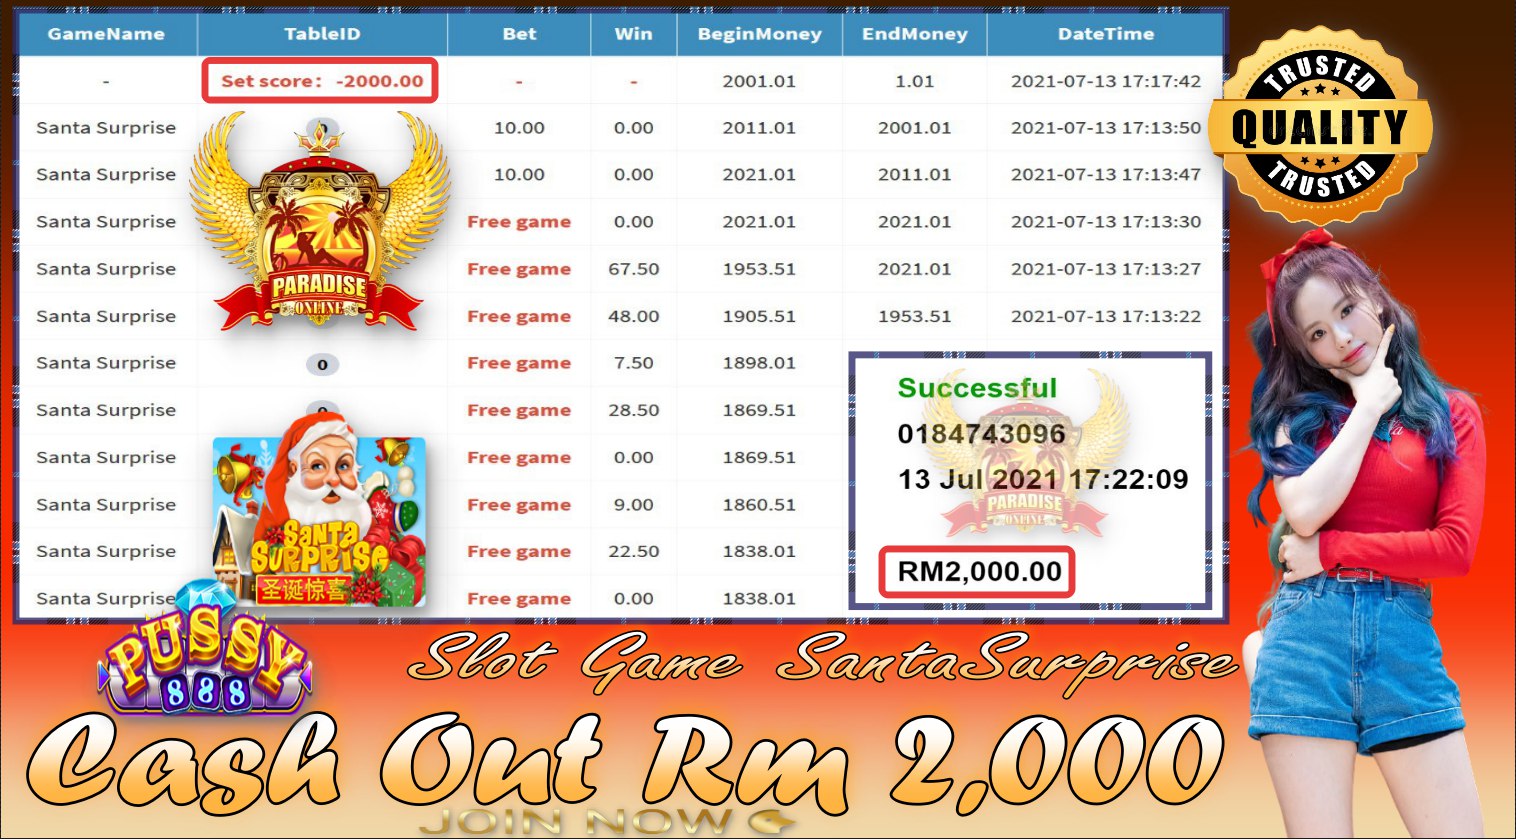 GameName TableID Bet Win BeginMoney EndMoney DateTime
- Set score: -2000.00 - - 2001.01 1.01 2021-07-13 17:17:42
Santa Surprise 0 10.00 0.00 2011.01 2001.01 2021-07-13 17:13:50
Santa Surprise 10.00 0.00 2021.01 2011.01 2021-07-13 17:13:47
Santa Surprise Free game 0.00 2021.01 2021.01 2021-07-13 17:13:30
Santa Surprise Free game 67.50 1953.51 2021.01 2021-07-13 17:13:27
Santa Surprise Free game 48.00 1905.51 1953.51 2021-07-13 17:13:22
Santa Surprise 0 Free game 7.50 1898.01
Santa Surprise 0 Free game 28.50 1869.51
Santa Surprise Free game 0.00 1869.51
Santa Surprise Free game 9.00 1860.51
Santa Surprise Free game 22.50 1838.01
Santa Surprise Free game 0.00 1838.01
PARADISE
ONLINE
SANTA
SURPRISE
圣诞惊喜
PUSSY
888
Successful
0184743096
13 Jul 2021 17:22:09
PARADISE
ONLINE
RM2,000.00
TRUSTED
QUALITY
TRUSTED
Slot Game SantaSurprise
Cash Out Rm 2,000
JOIN NOW